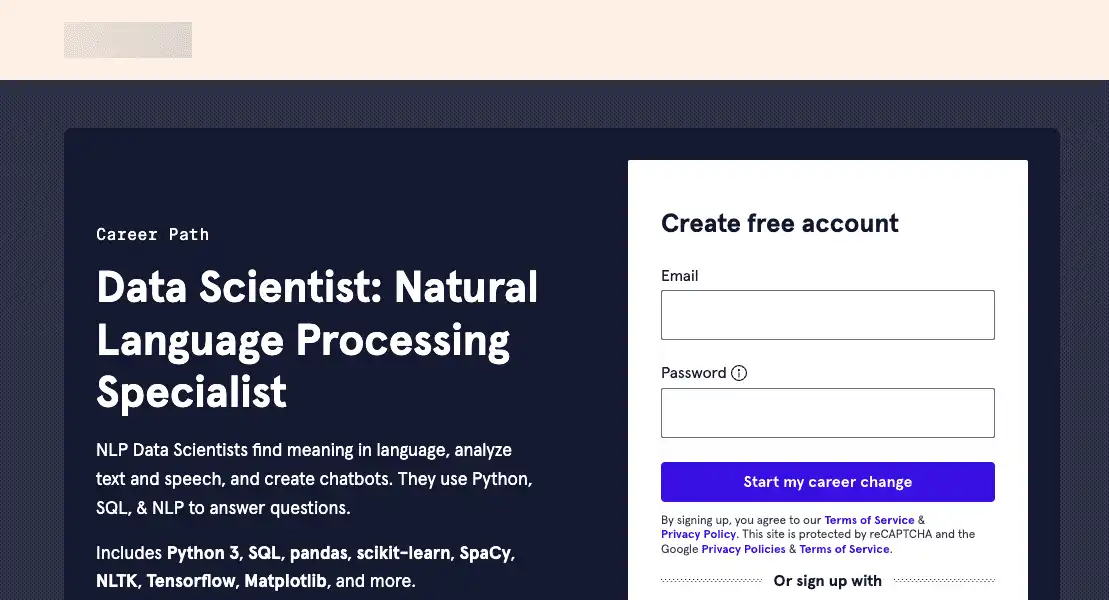 Career Path
Data Scientist: Natural
Language Processing
Specialist
NLP Data Scientists find meaning in language, analyze
text and speech, and create chatbots. They use Python,
SQL, & NLP to answer questions.
Includes Python 3, SQL, pandas, scikit-learn, SpaCy,
NLTK, Tensorflow, Matplotlib, and more.
Create free account
Email
Password
Start my career change
By signing up, you agree to our Terms of Service &
Privacy Policy. This site is protected by reCAPTCHA and the
Google Privacy Policies & Terms of Service.
Or sign up with